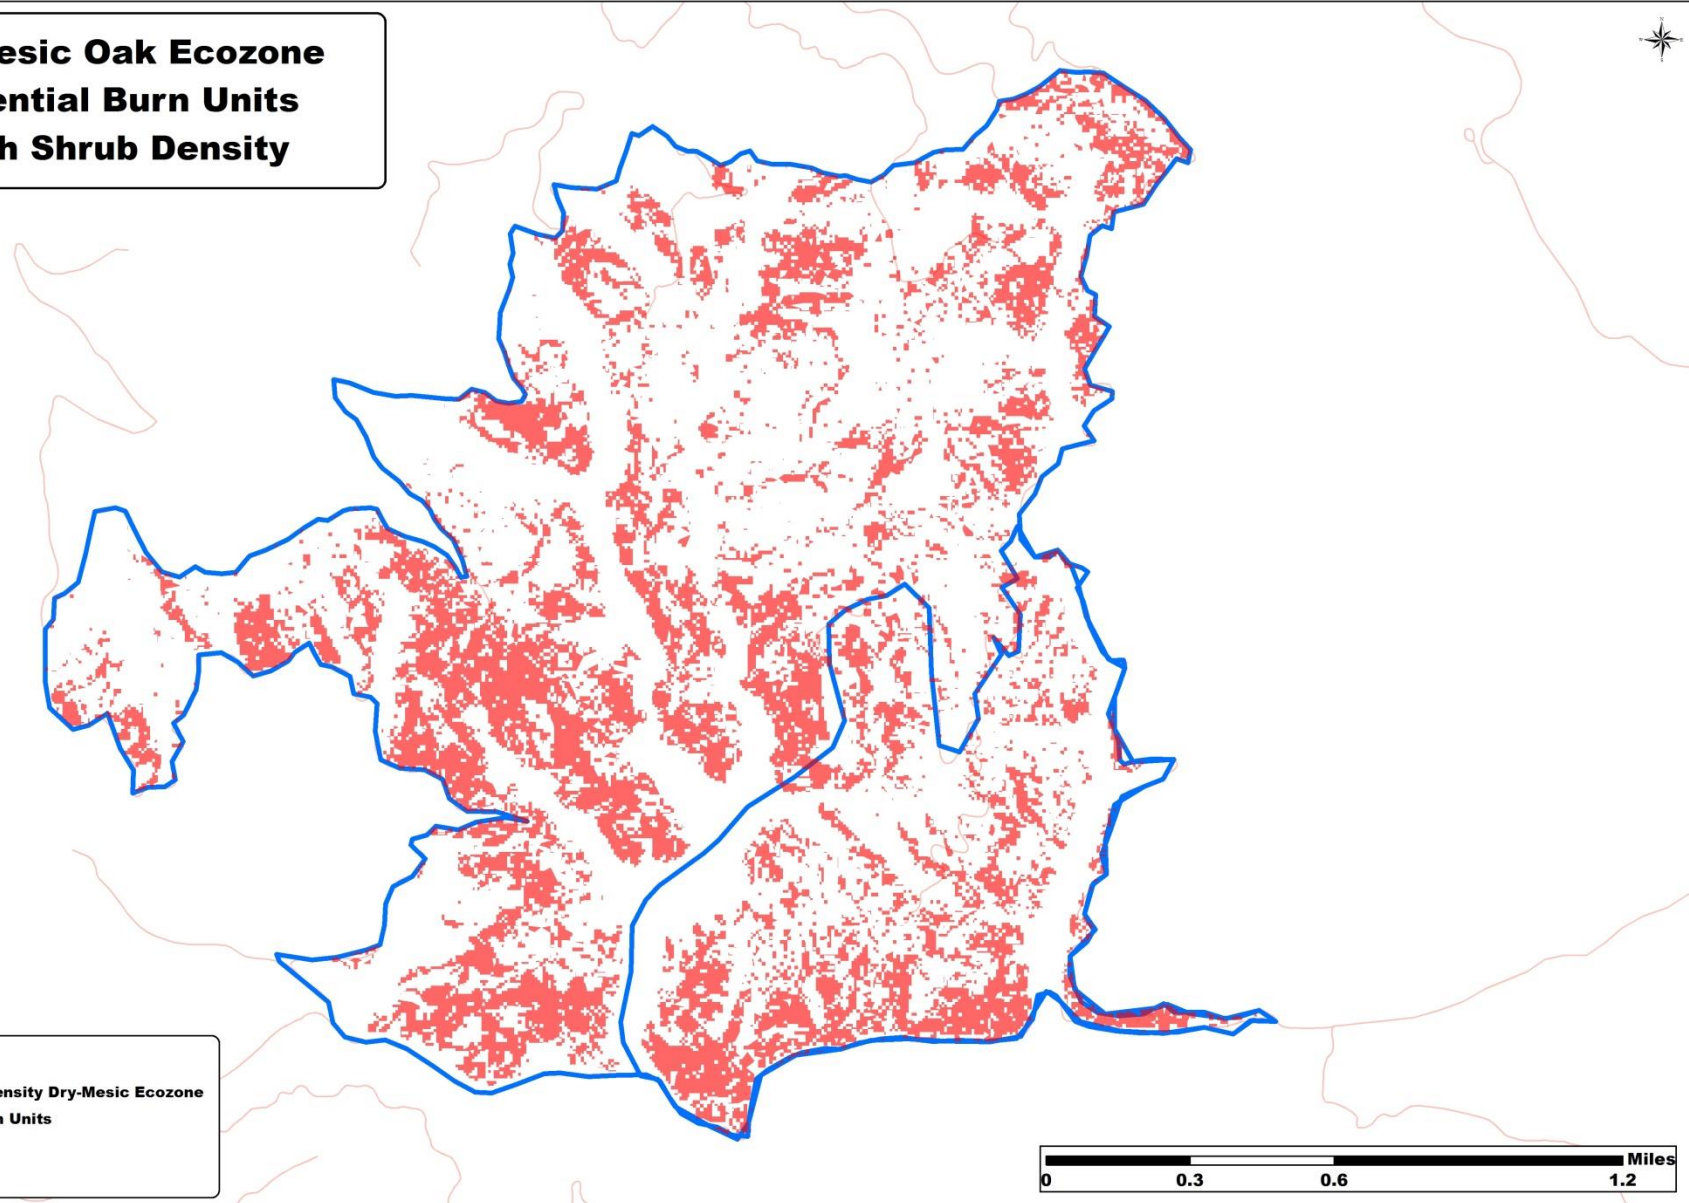 esic Oak Ecozone
ential Burn Units
h Shrub Density
ensity Dry-Mesic Ecozone
n Units
Miles
0 0.3 0.6 1.2